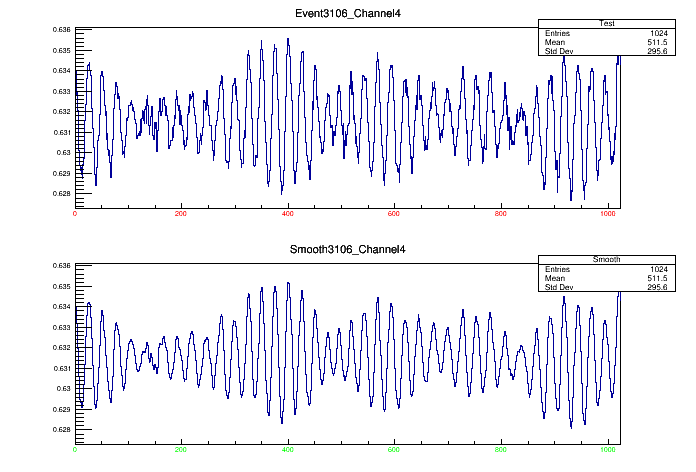 Event3106_Channel4
Test
Entries 1024
Mean 511.5
Std Dev 295.6
0.636
0.635
0.634
0.633
0.632
0.631
0.63
0.629
0.628
0 200 400 600 800 1000
Smooth3106_Channel4
Smooth
Entries 1024
Mean 511.5
Std Dev 295.6
0.636
0.635
0.634
0.633
0.632
0.631
0.63
0.629
0.628
0 200 400 600 800 1000